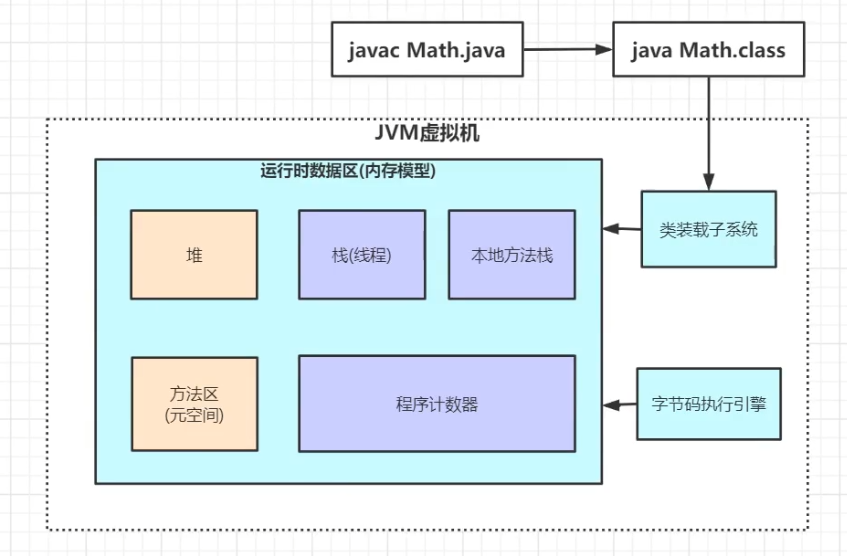 javac Math.java
java Math.class
JVM虚拟机
运行时数据区(内存模型)
堆
栈(线程)
本地方法栈
类装载子系统
方法区
(元空间)
程序计数器
字节码执行引擎